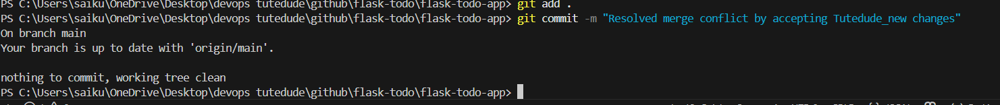 PS C:\Users\saiku\OneDrive\Desktop\devops tutedude\github\flask-todo\flask-todo-app> git add .
PS C:\Users\saiku\OneDrive\Desktop\devops tutedude\github\flask-todo\flask-todo-app> git commit -m "Resolved merge conflict by accepting Tutedude_new changes"
On branch main
Your branch is up to date with 'origin/main'.

nothing to commit, working tree clean
PS C:\Users\saiku\OneDrive\Desktop\devops tutedude\github\flask-todo\flask-todo-app>